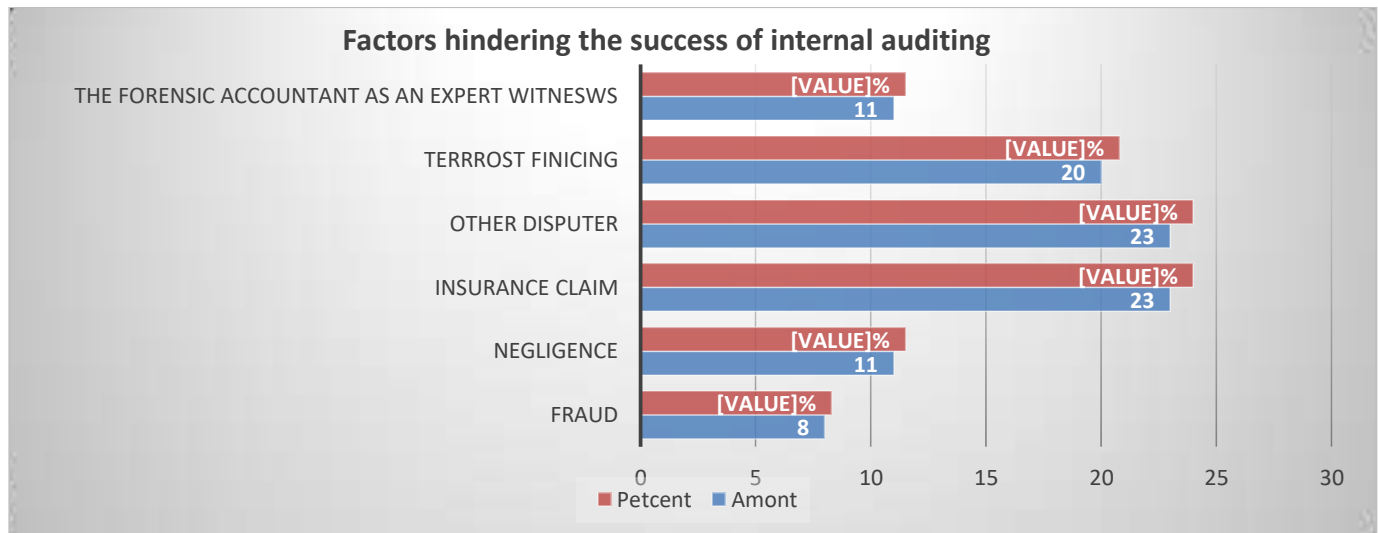 Factors hindering the success of internal auditing
THE FORENSIC ACCOUNTANT AS AN EXPERT WITNESWS
[VALUE]%
11
TERRROST FINICING
[VALUE]%
20
OTHER DISPUTER
[VALUE]%
23
INSURANCE CLAIM
[VALUE]%
23
NEGLIGENCE
[VALUE]%
11
FRAUD
[VALUE]%
8
0 5 10 15 20 25 30
Petcent Amont